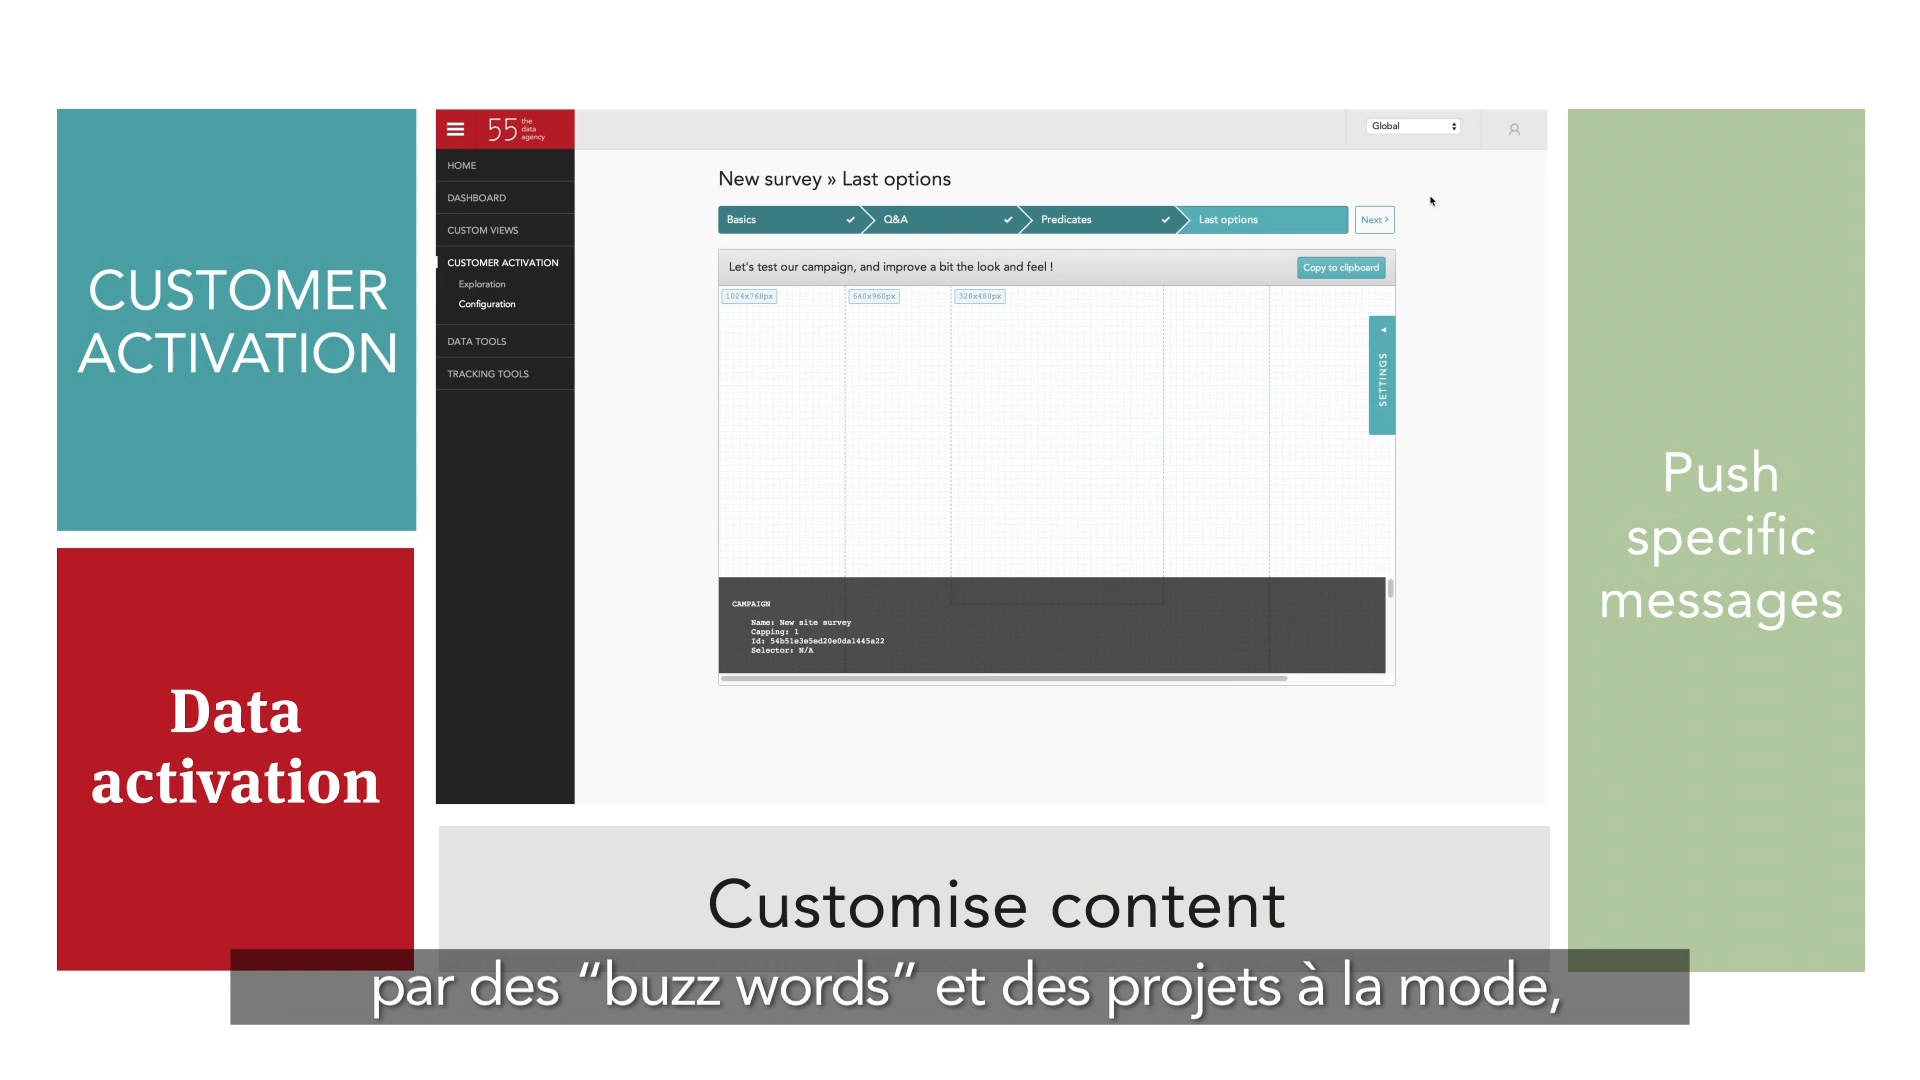 CUSTOMER
ACTIVATION
Data
activation
55 the
data
agency
Global
HOME
DASHBOARD
CUSTOM VIEWS
CUSTOMER ACTIVATION
Exploration
Configuration
DATA TOOLS
TRACKING TOOLS
New survey » Last options
Basics
Q&A
Predicates
Last options
Next ›
Let's test our campaign, and improve a bit the look and feel !
Copy to clipboard
1024x768px
640x960px
320x480px
SETTINGS
CAMPAIGN
Name: New site survey
Capping: 1
Id: 54b51e3e5ed20e0da1445a22
Selector: N/A
Push
specific
messages
Customise content
par des “buzz words” et des projets à la mode,